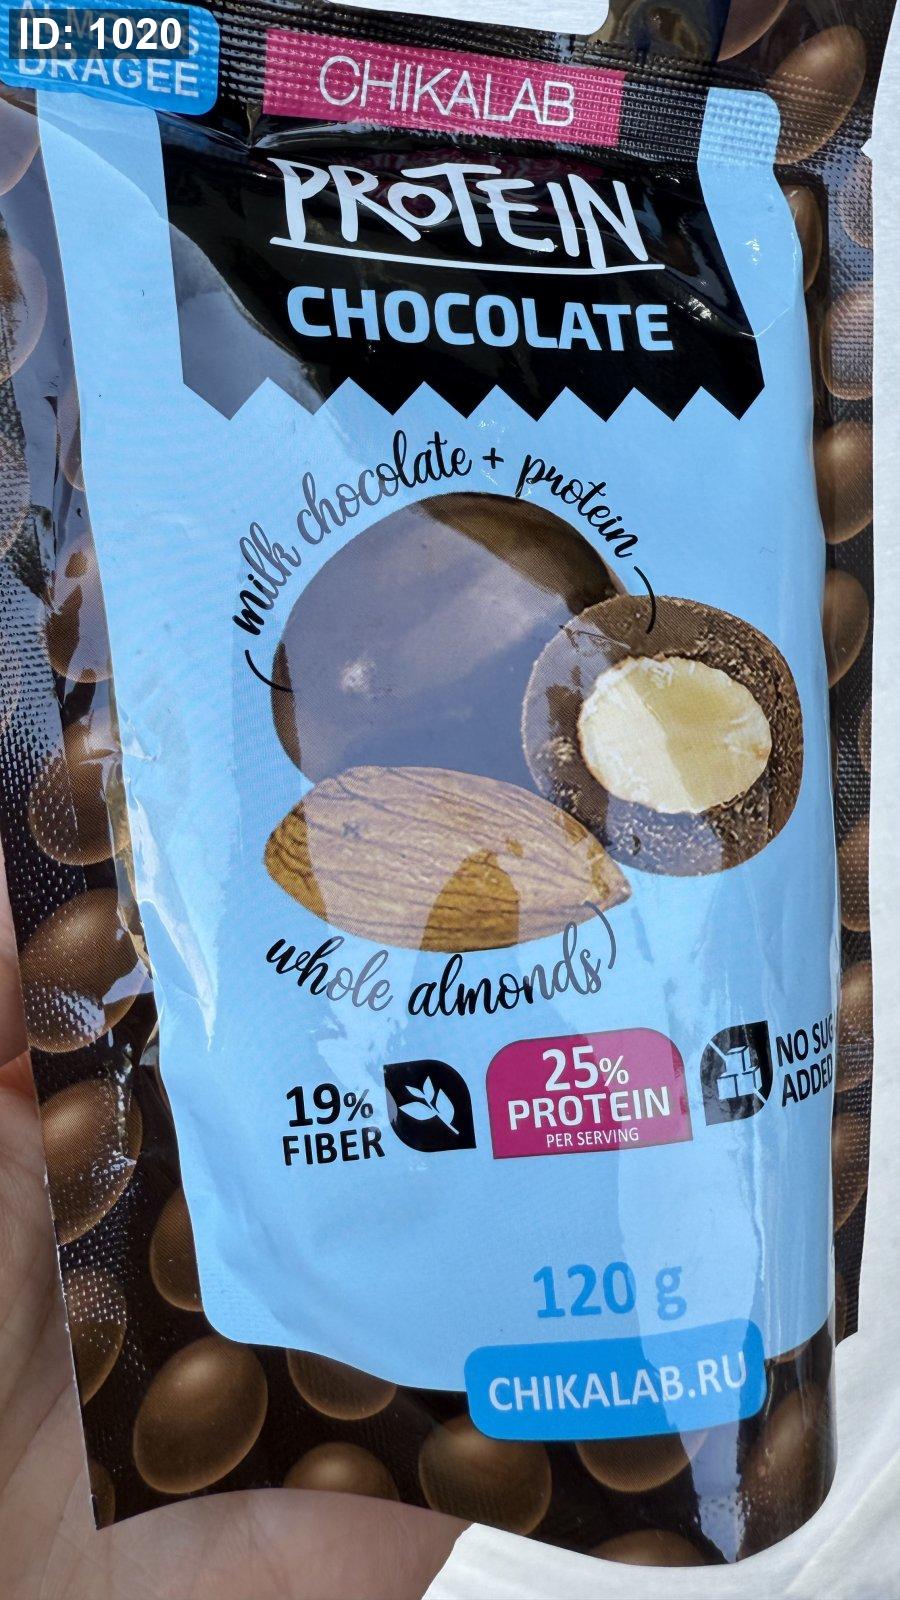 ID: 1020
DRAGEE
CHIKALAB
PROTEIN
CHOCOLATE
milk chocolate + protein
whole almonds
19%
FIBER
25%
PROTEIN
PER SERVING
NO
ADDED
120 g
CHIKALAB.RU